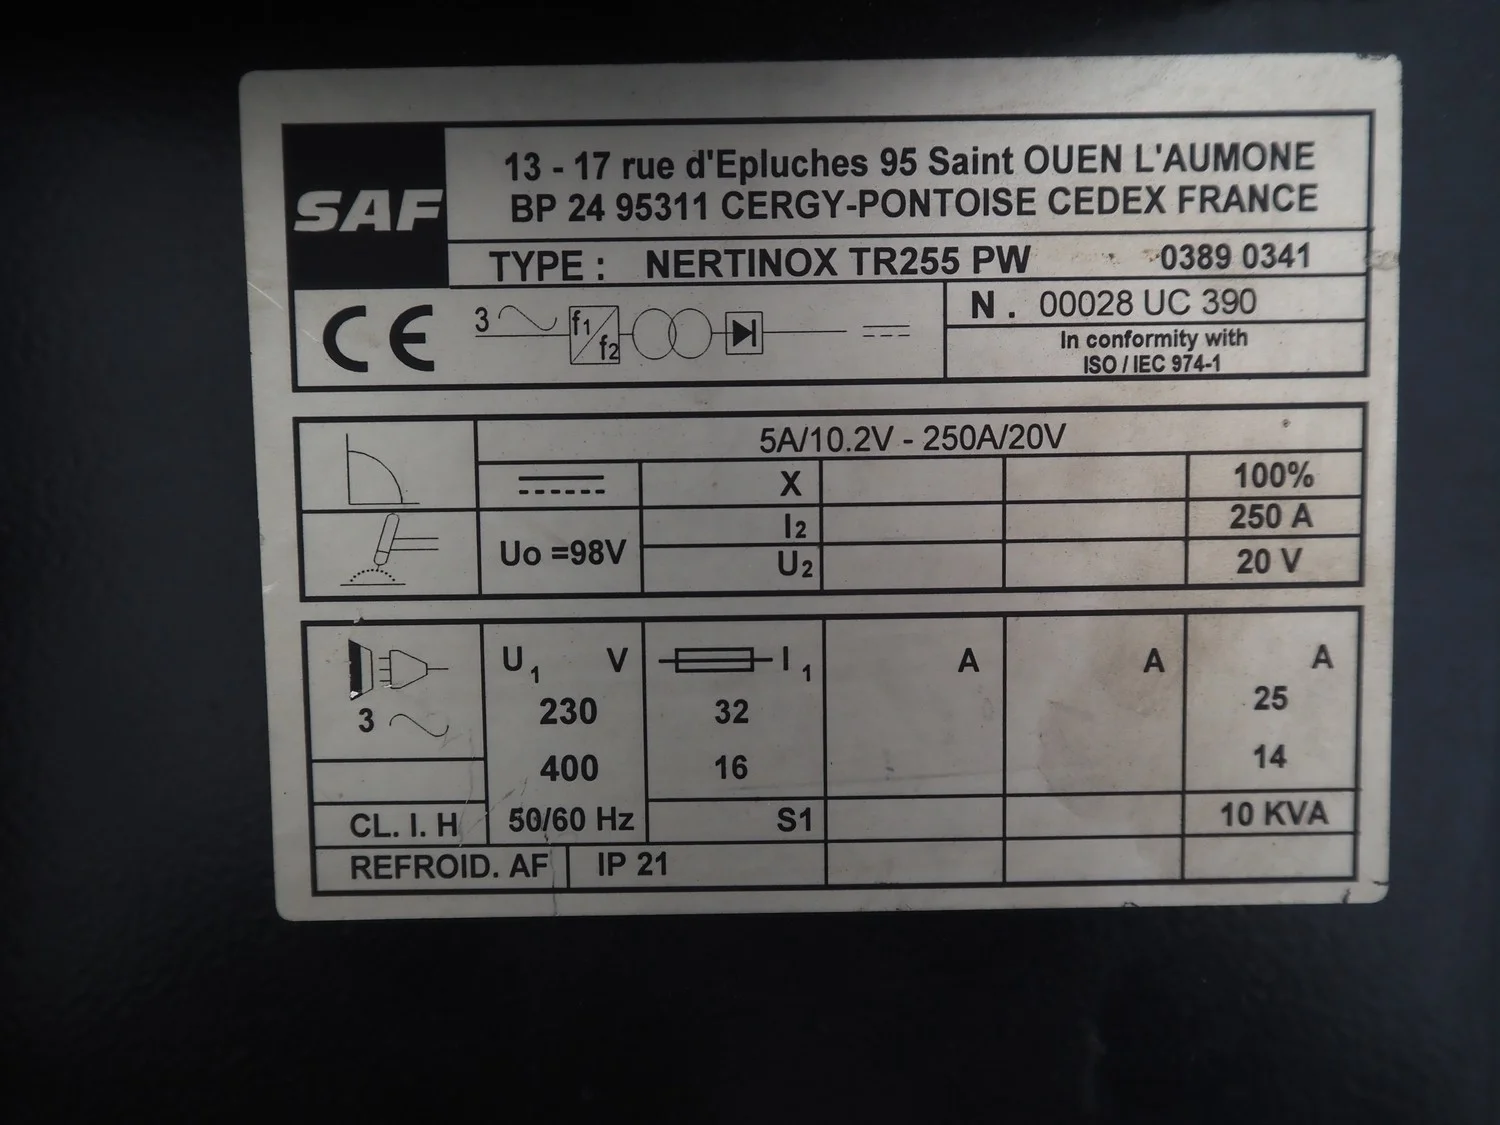 SAF
13 - 17 rue d'Epluches 95 Saint OUEN L'AUMONE
BP 24 95311 CERGY-PONTOISE CEDEX FRANCE
TYPE : NERTINOX TR255 PW 0389 0341
CE
3 f1/f2
N. 00028 UC 390
In conformity with
ISO / IEC 974-1
5A/10.2V - 250A/20V
X 100%
Uo =98V
I2 250 A
U2 20 V
3
U1 V I1 A A A
230 32 25
400 16 14
CL. I. H 50/60 Hz S1 10 KVA
REFROID. AF IP 21